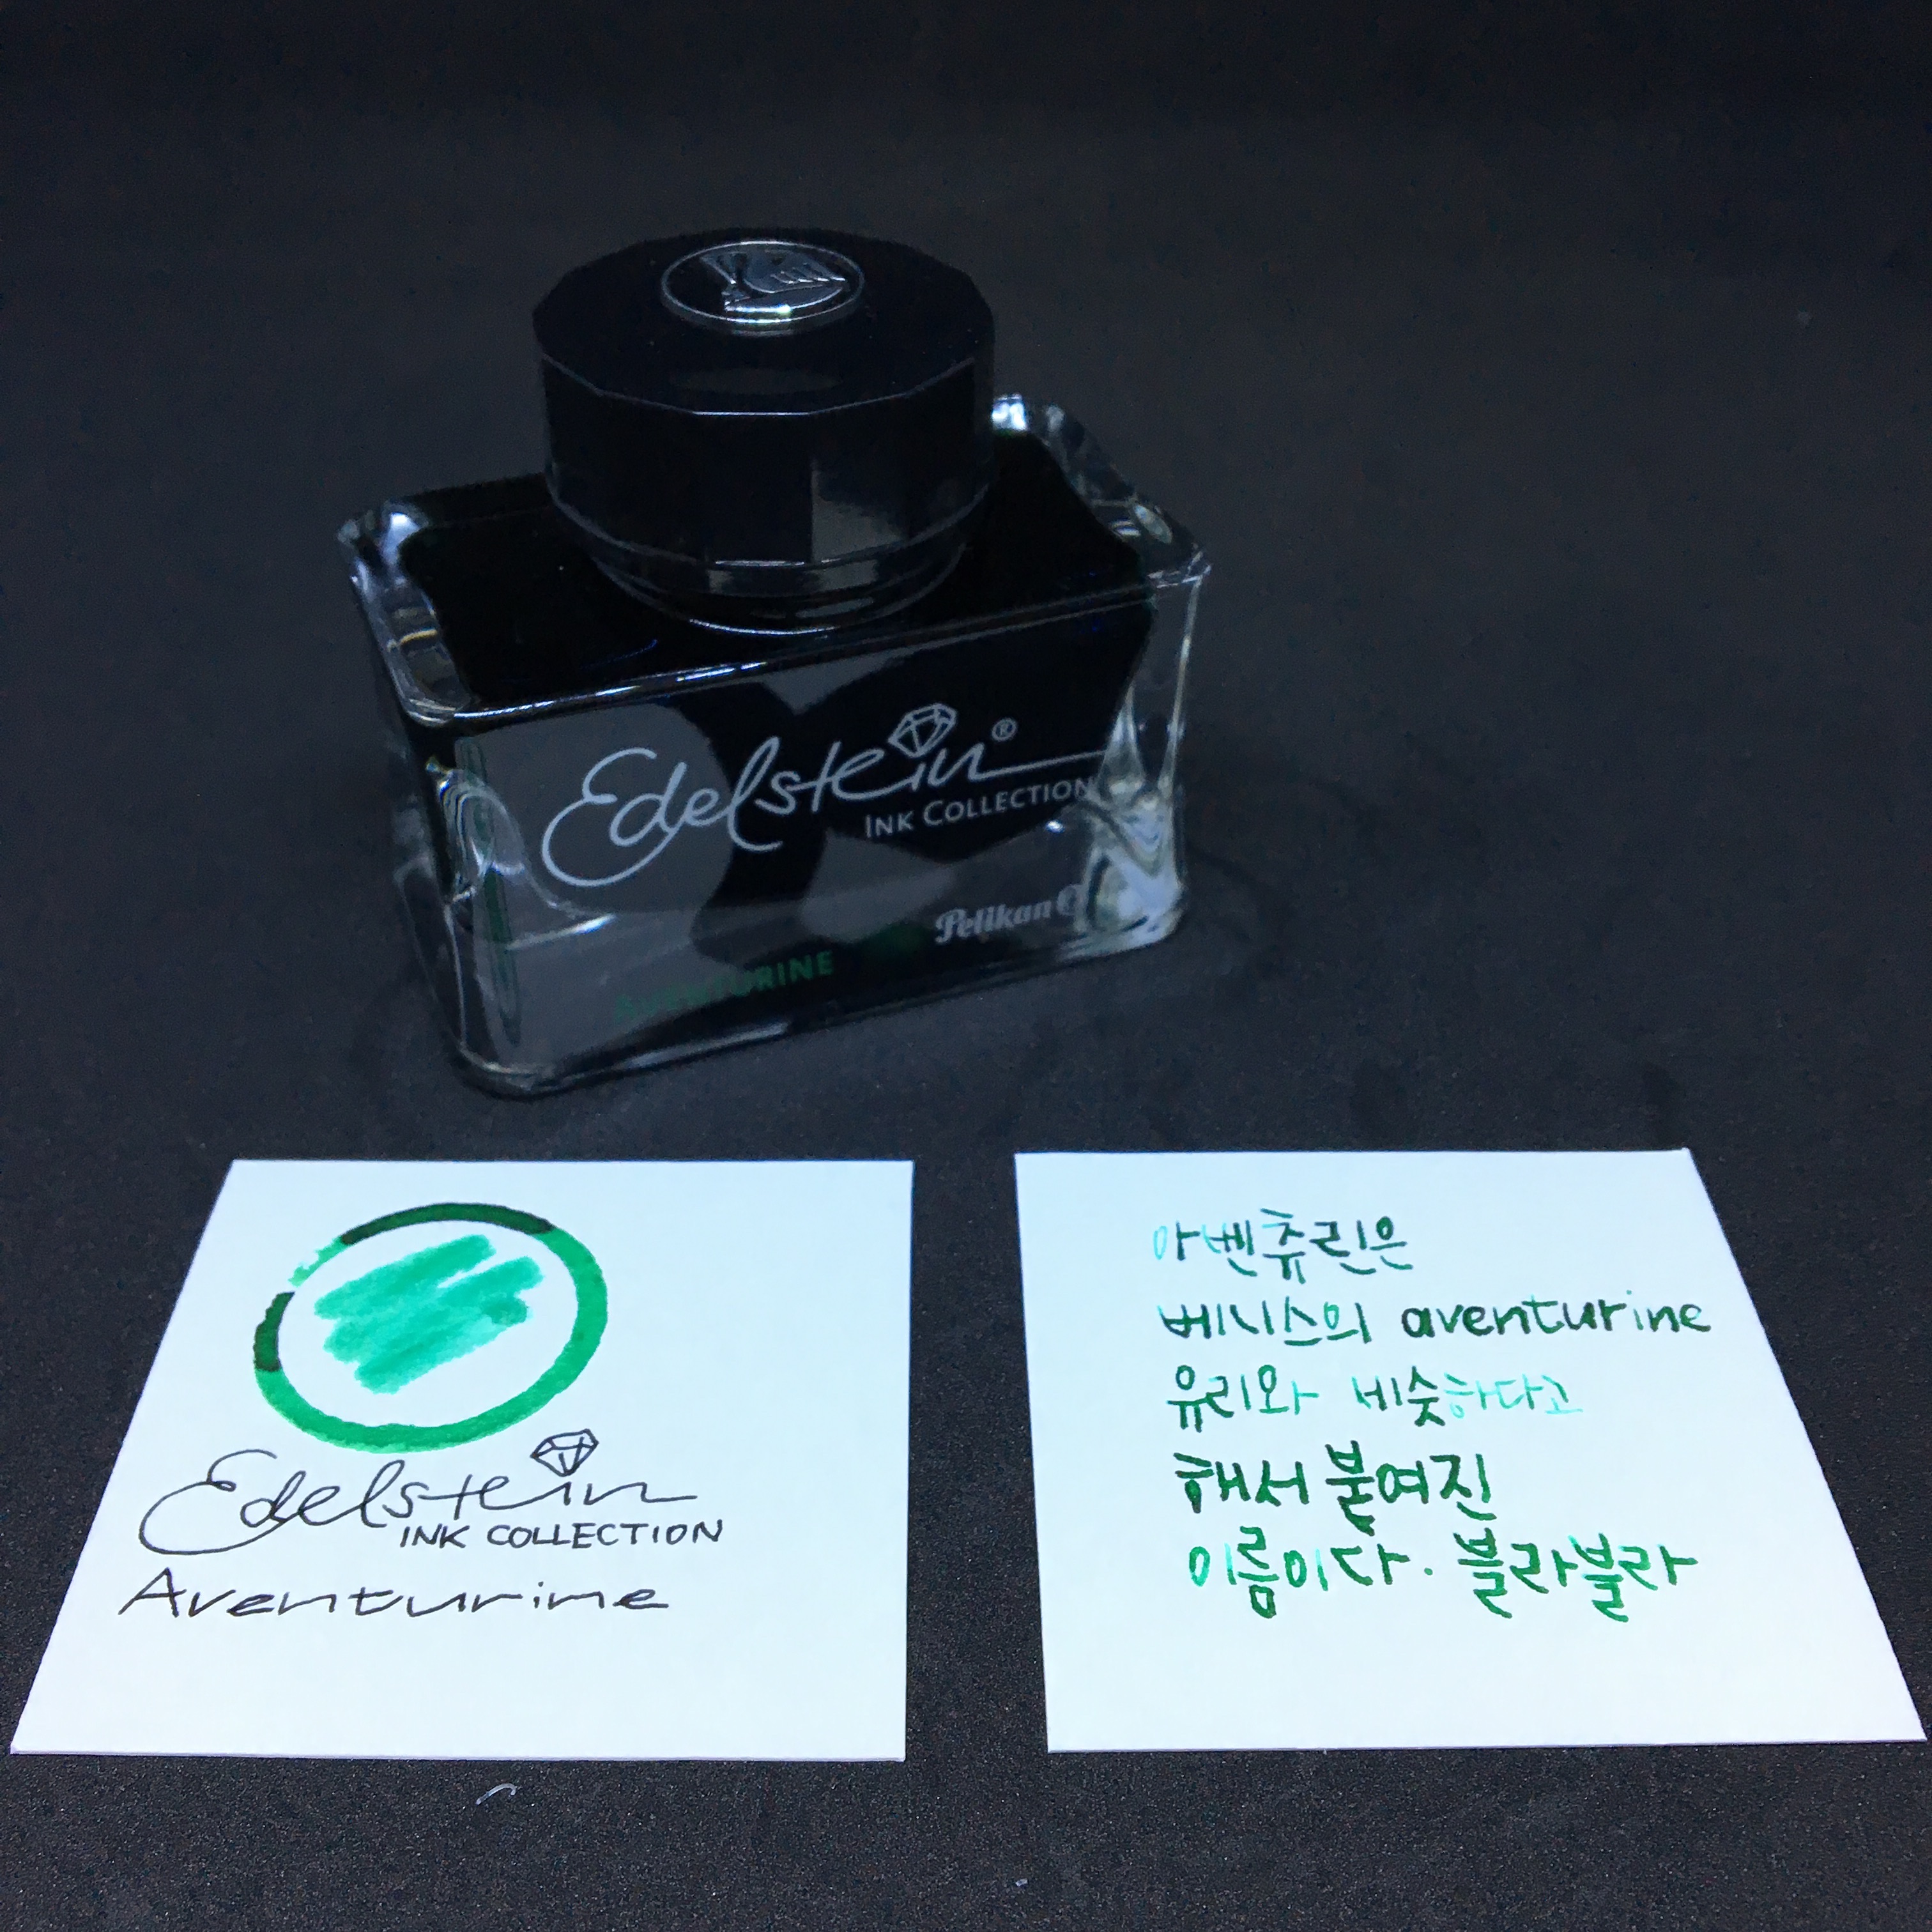 Edelstein®
INK COLLECTION
Pelikan
AVENTURINE
Edelstein
INK COLLECTION
Aventurine
아벤츄린은
베니스의 aventurine
유리와 세슷하다고
해서 붙여진
이름이다. 블라블라